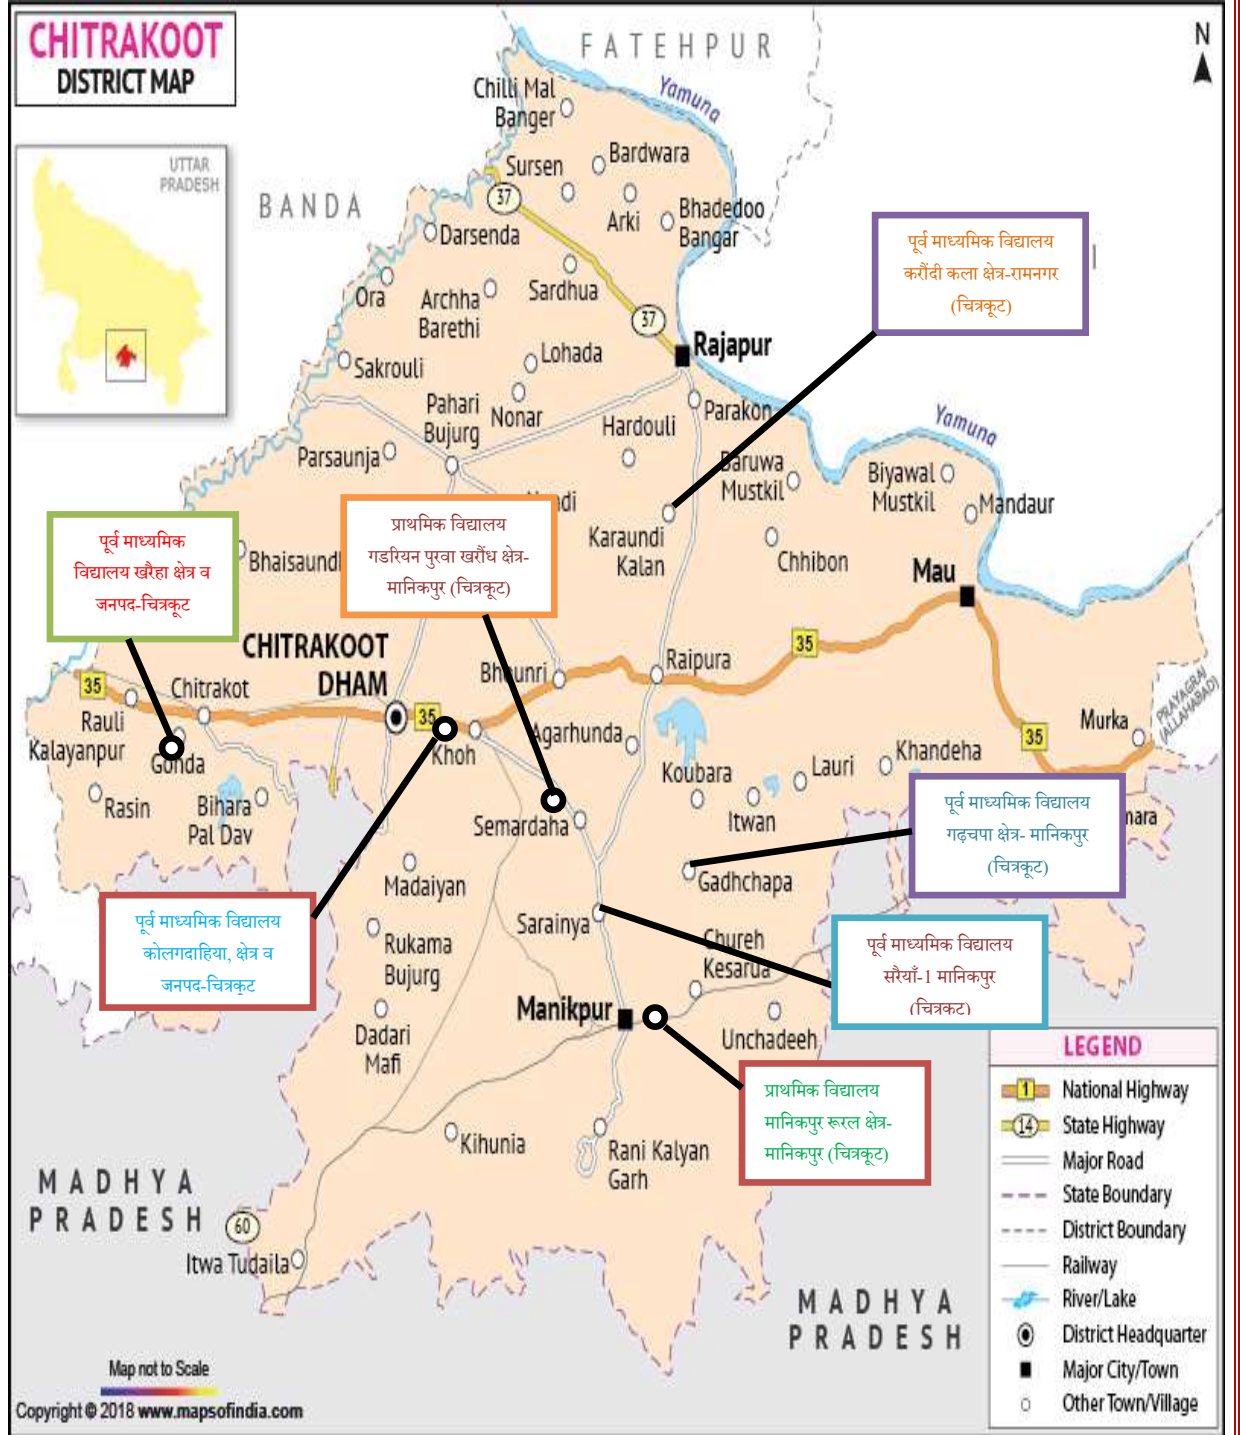 CHITRAKOOT
DISTRICT MAP
UTTAR
PRADESH
FATEHPUR
N
Yamuna
Chilli Mal
Banger
Bardwara
Sursen
37
Arki
Bhadedoo
Bangar
BANDA
Darsenda
पूर्व माध्यमिक विद्यालय
करौंदी कला क्षेत्र-रामनगर
(चित्रकूट)
Ora
Archha
Barethi
Sardhua
37
Rajapur
Sakrouli
Lohada
Nonar
Pahari
Bujurg
Parakon
Hardouli
Yamuna
Parsaunja
Baruwa
Mustkil
Biyawal
Mustkil
Mandaur
प्राथमिक विद्यालय
गडरियन पुरवा खरौंध क्षेत्र-
मानिकपुर (चित्रकूट)
पूर्व माध्यमिक
विद्यालय खरैहा क्षेत्र व
जनपद-चित्रकूट
Karaundi
Kalan
Chhibon
Mau
CHITRAKOOT
DHAM
35
Raipura
35
Chitrakot
35
Rauli
Kalayanpur
Gonda
Khoh
Agarhunda
Murka
PRAYAGRAJ
(ALLAHABAD)
35
Koubara
Lauri
Khandeha
Rasin
Bihara
Pal Dav
Semardaha
Itwan
पूर्व माध्यमिक विद्यालय
गढ़चपा क्षेत्र- मानिकपुर
(चित्रकूट)
Madaiyan
Gadhchapa
पूर्व माध्यमिक विद्यालय
कोलगदाहिया, क्षेत्र व
जनपद-चित्रकूट
Sarainya
Rukama
Bujurg
Chureh
Kesarua
पूर्व माध्यमिक विद्यालय
सरैयाँ-1 मानिकपुर
(चित्रकूट)
Manikpur
Dadari
Mafi
Unchadeeh
प्राथमिक विद्यालय
मानिकपुर रूरल क्षेत्र-
मानिकपुर (चित्रकूट)
Kihunia
Rani Kalyan
Garh
MADHYA
PRADESH
60
Itwa Tudaila
MADHYA
PRADESH
LEGEND
1 National Highway
14 State Highway
Major Road
State Boundary
District Boundary
Railway
River/Lake
District Headquarter
Major City/Town
Other Town/Village
Map not to Scale
Copyright © 2018 www.mapsofindia.com